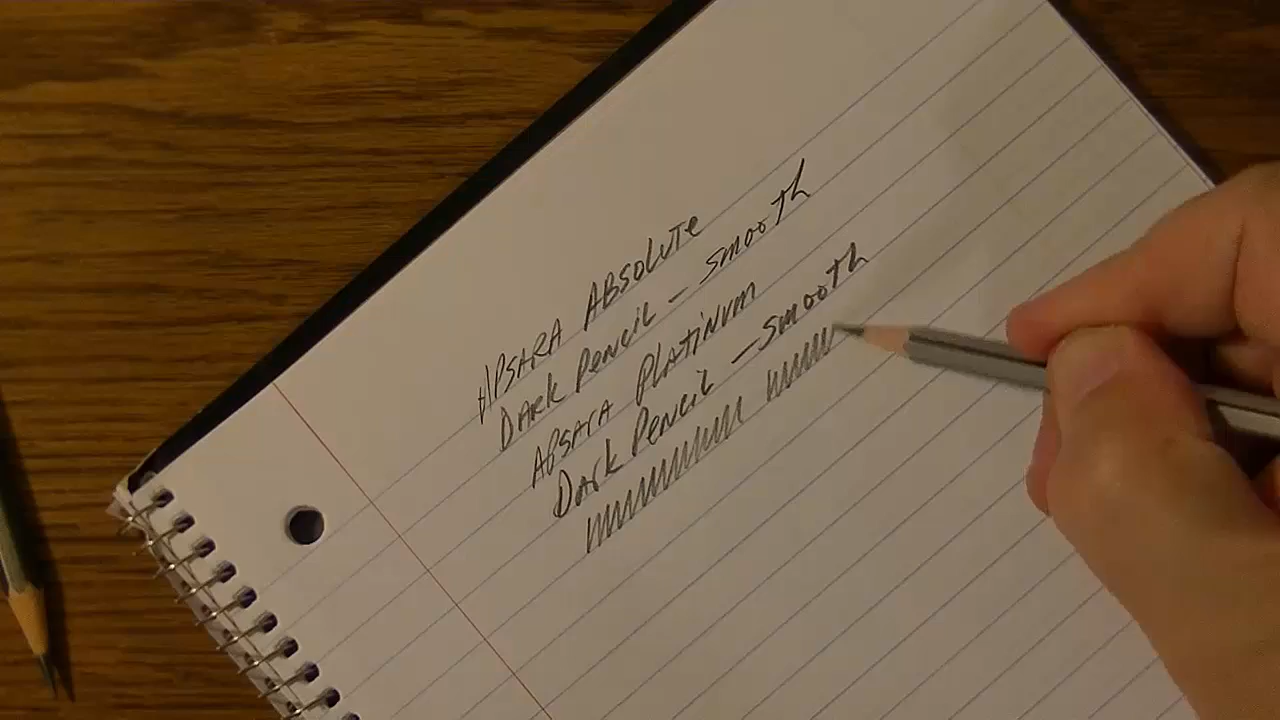 APSARA ABSOLUTE
DARK PENCIL - SMOOTH
APSARA PLATINUM
DARK PENCIL - SMOOTH